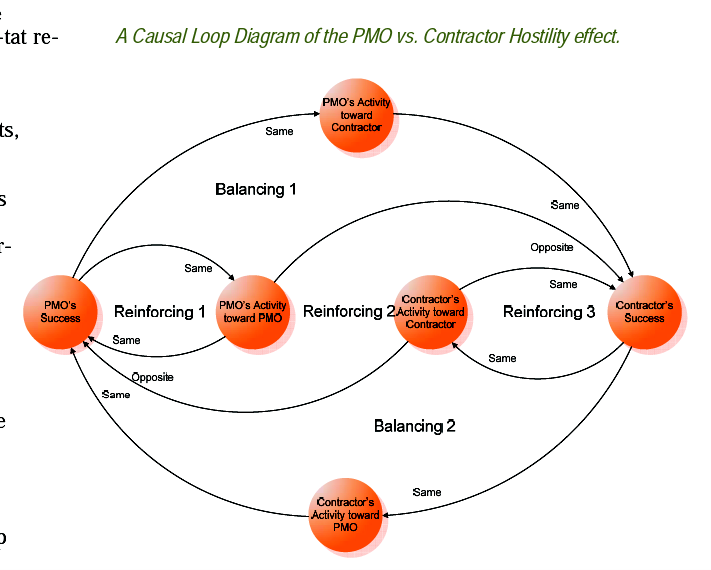 e
-tat re-
ts,
s
r-
e
p
A Causal Loop Diagram of the PMO vs. Contractor Hostility effect.
PMO's Activity
toward
Contractor
Same
Balancing 1
Same
Opposite
Same
Same
PMO's
Success
Reinforcing 1
PMO's Activity
toward PMO
Reinforcing 2
Contractor's
Activity toward
Contractor
Reinforcing 3
Contractor's
Success
Same
Same
Opposite
Same
Balancing 2
Same
Contractor's
Activity toward
PMO